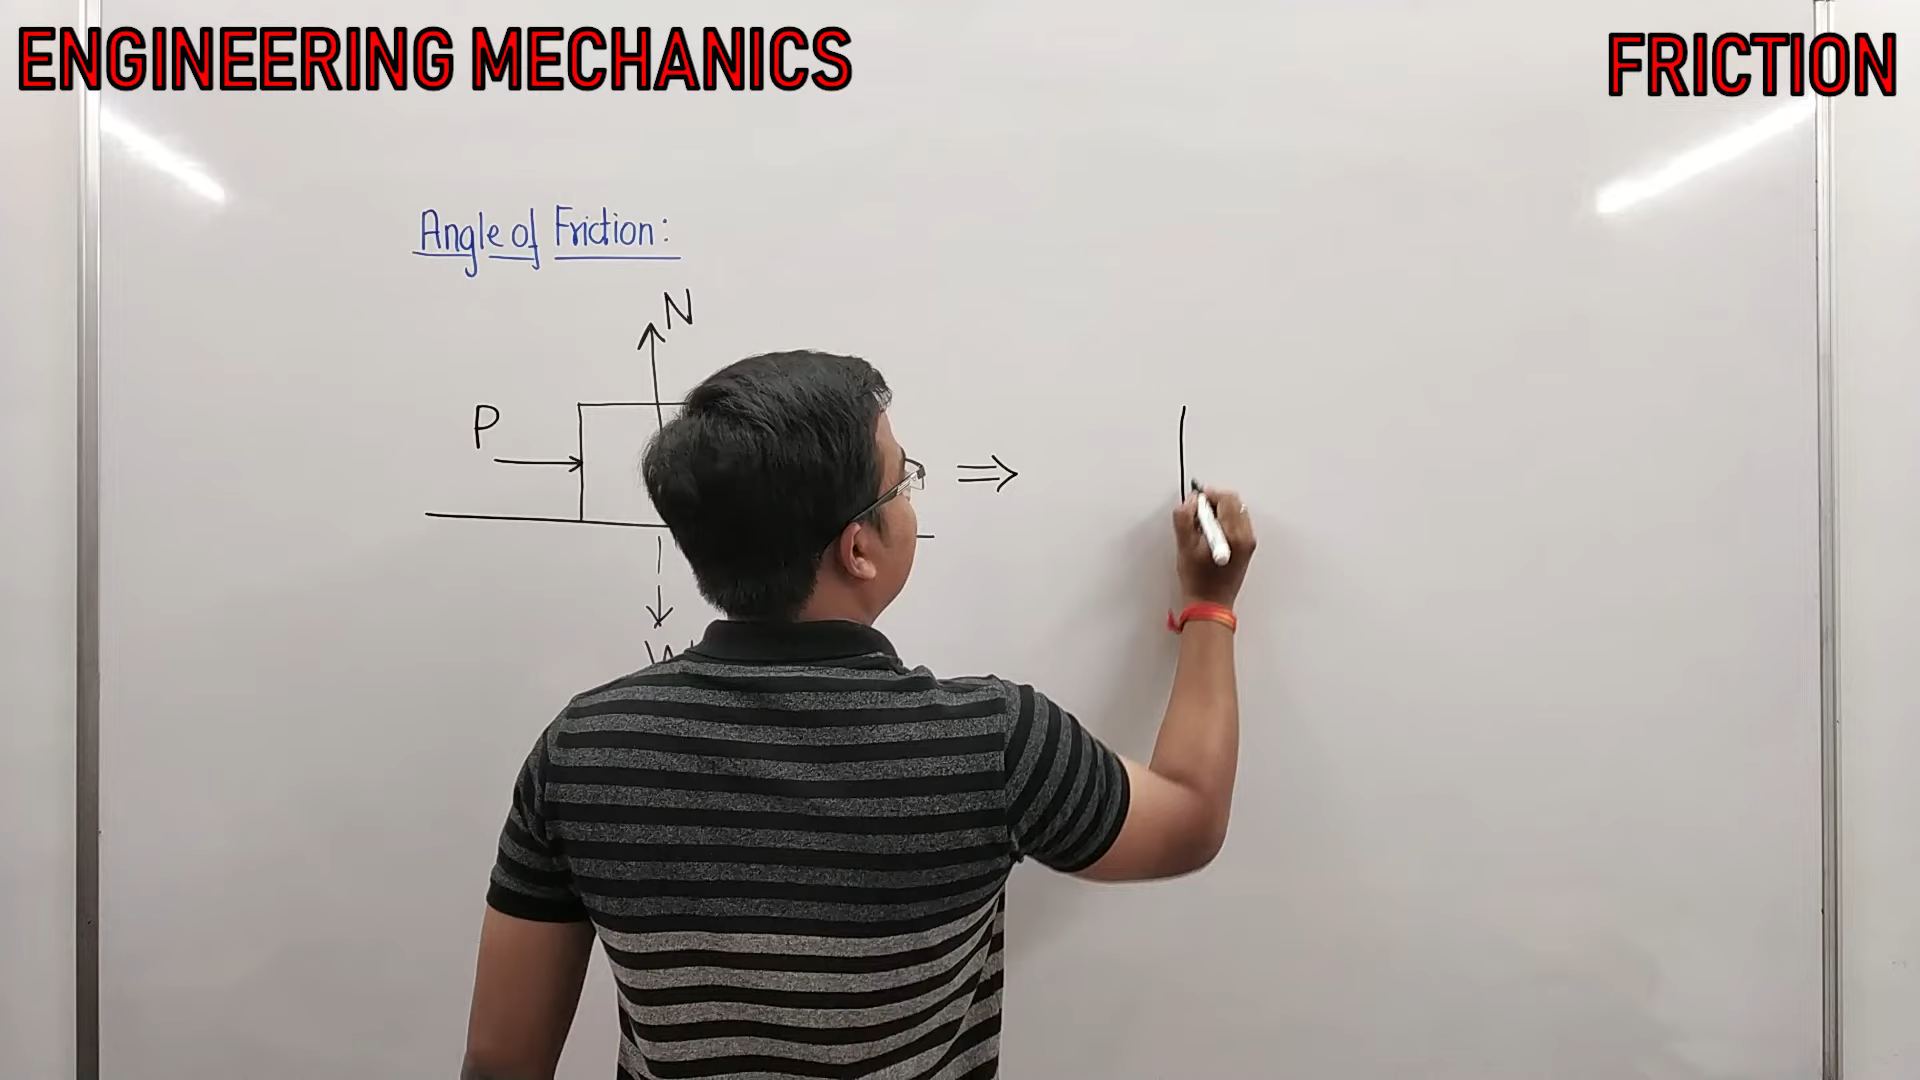 ENGINEERING MECHANICS
FRICTION
Angle of Friction:
N
P
W